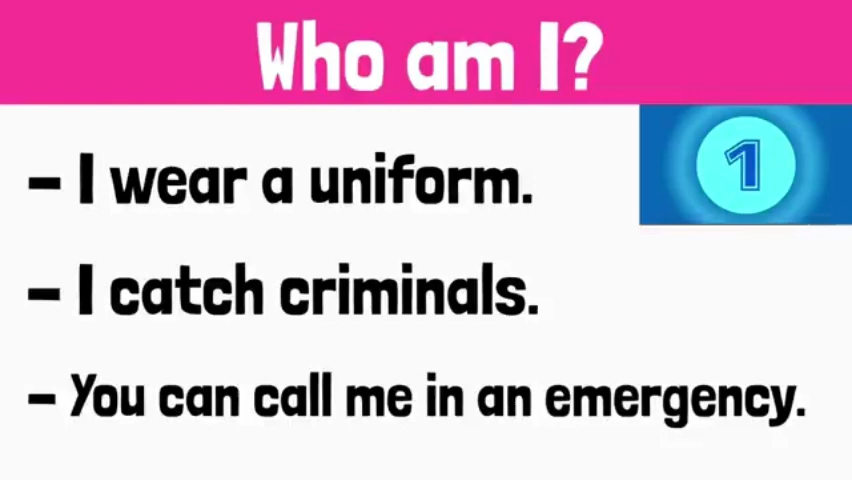 Who am I?
1
– I wear a uniform.
– I catch criminals.
– You can call me in an emergency.